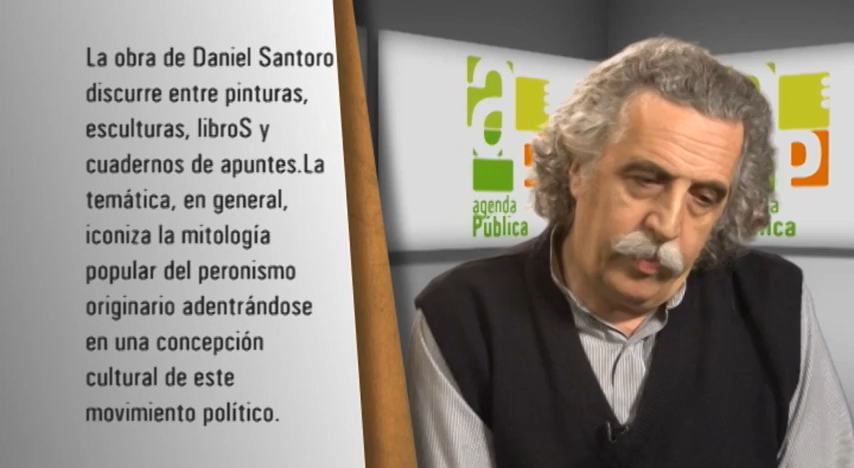 La obra de Daniel Santoro
discurre entre pinturas,
esculturas, libroS y
cuadernos de apuntes.La
temática, en general,
iconiza la mitología
popular del peronismo
originario adentrándose
en una concepción
cultural de este
movimiento político.
agenda
Pública